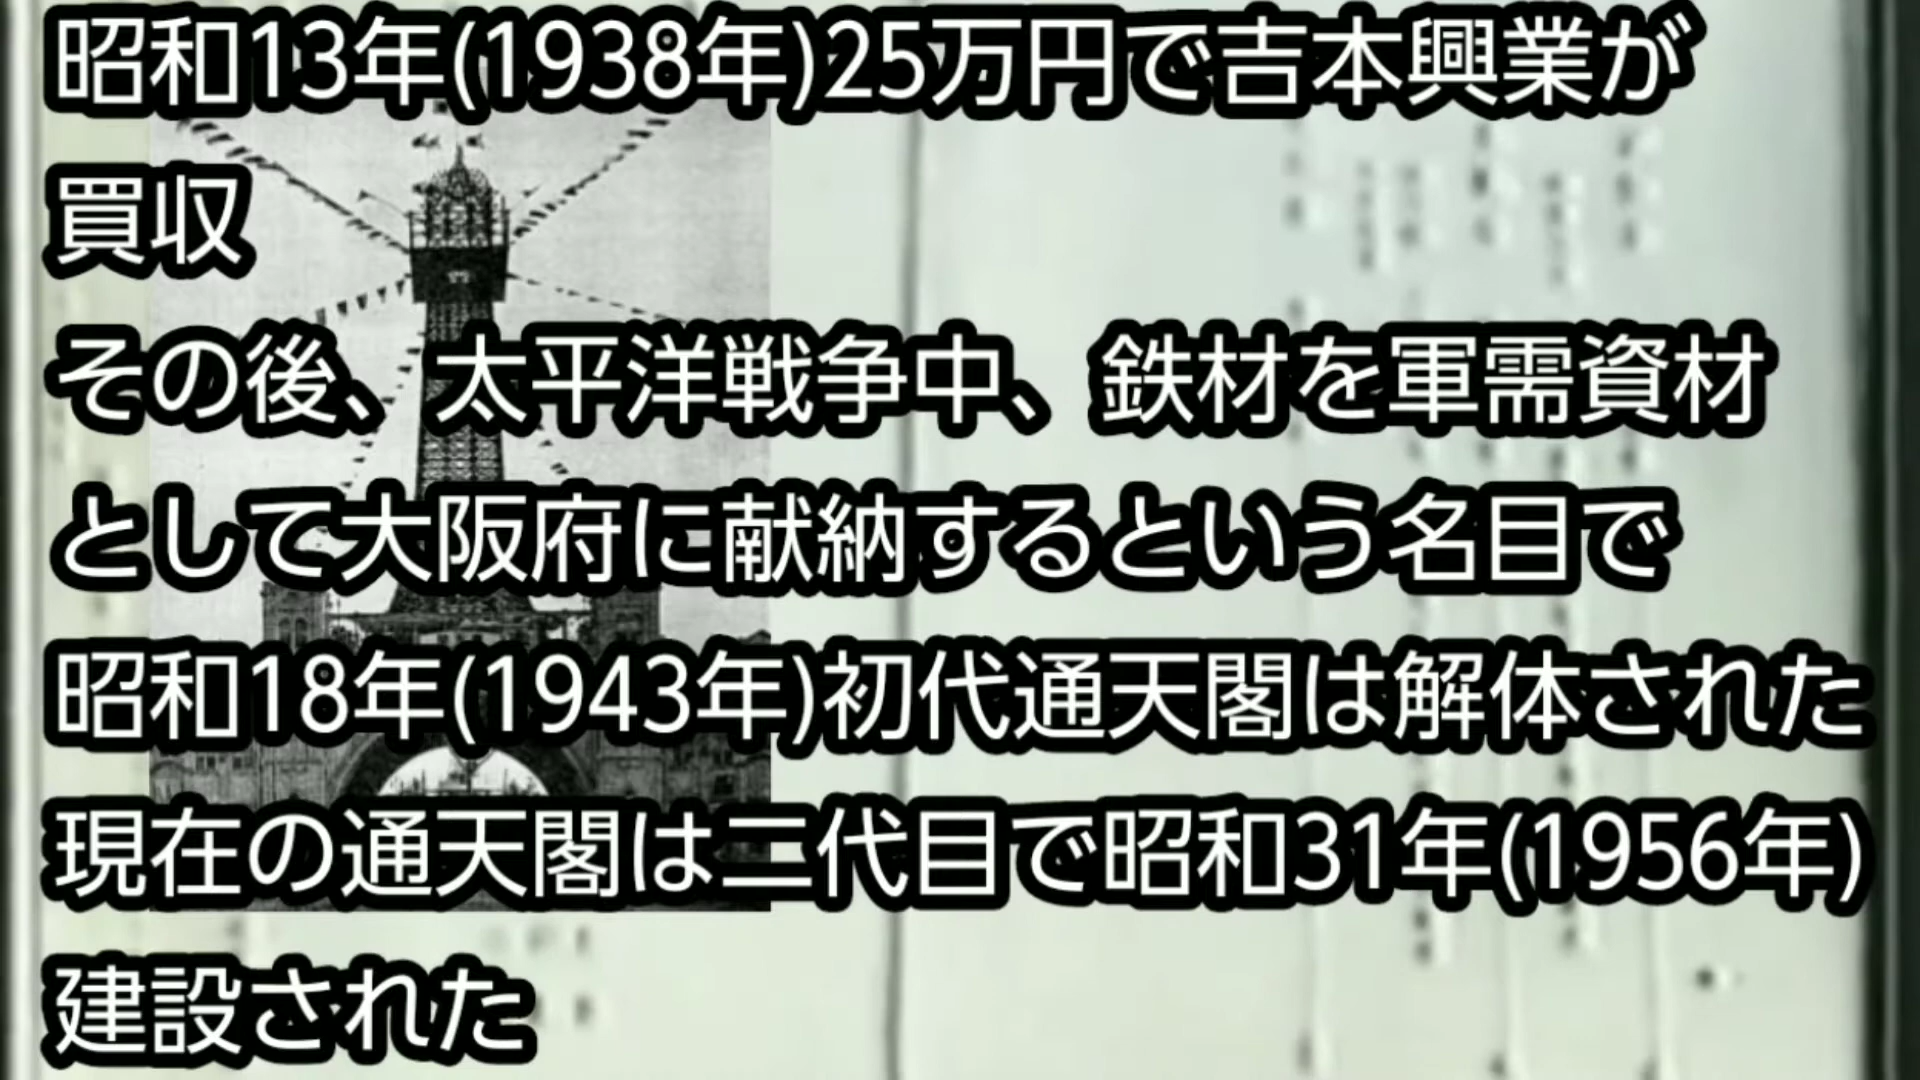 昭和13年(1938年)25万円で吉本興業が
買収
その後、太平洋戦争中、鉄材を軍需資材
として大阪府に献納するという名目で
昭和18年(1943年)初代通天閣は解体された
現在の通天閣は二代目で昭和31年(1956年)
建設された